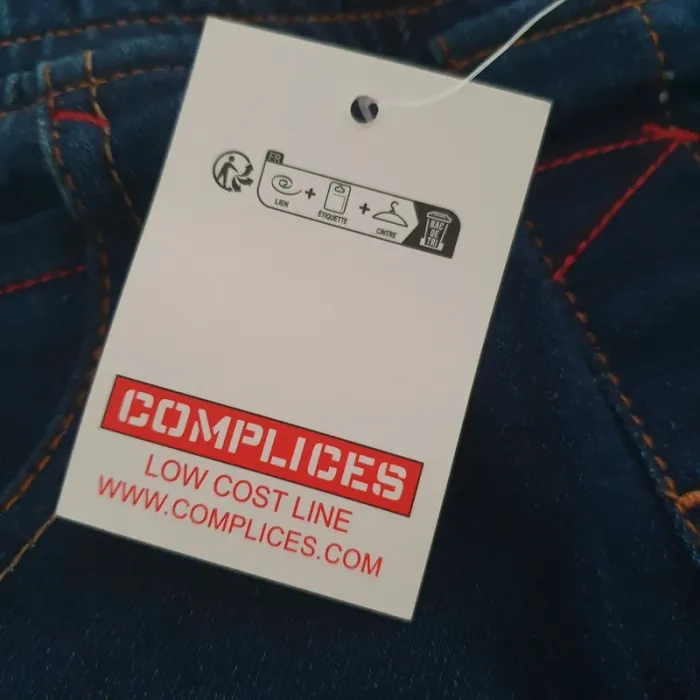 FR
LIEN + ÉTIQUETTE + CINTRE
BAC
DE
TRI
COMPLICES
LOW COST LINE
WWW.COMPLICES.COM